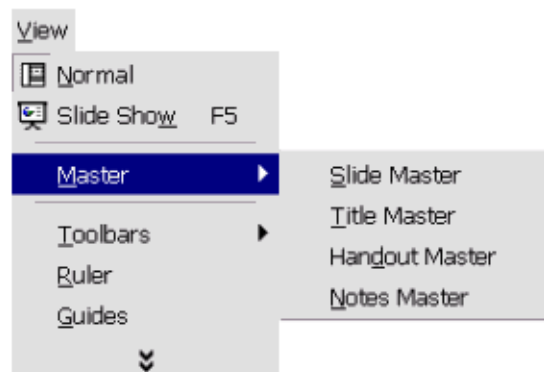 View
Normal
Slide Show F5
Master
Slide Master
Title Master
Handout Master
Notes Master
Toolbars
Ruler
Guides